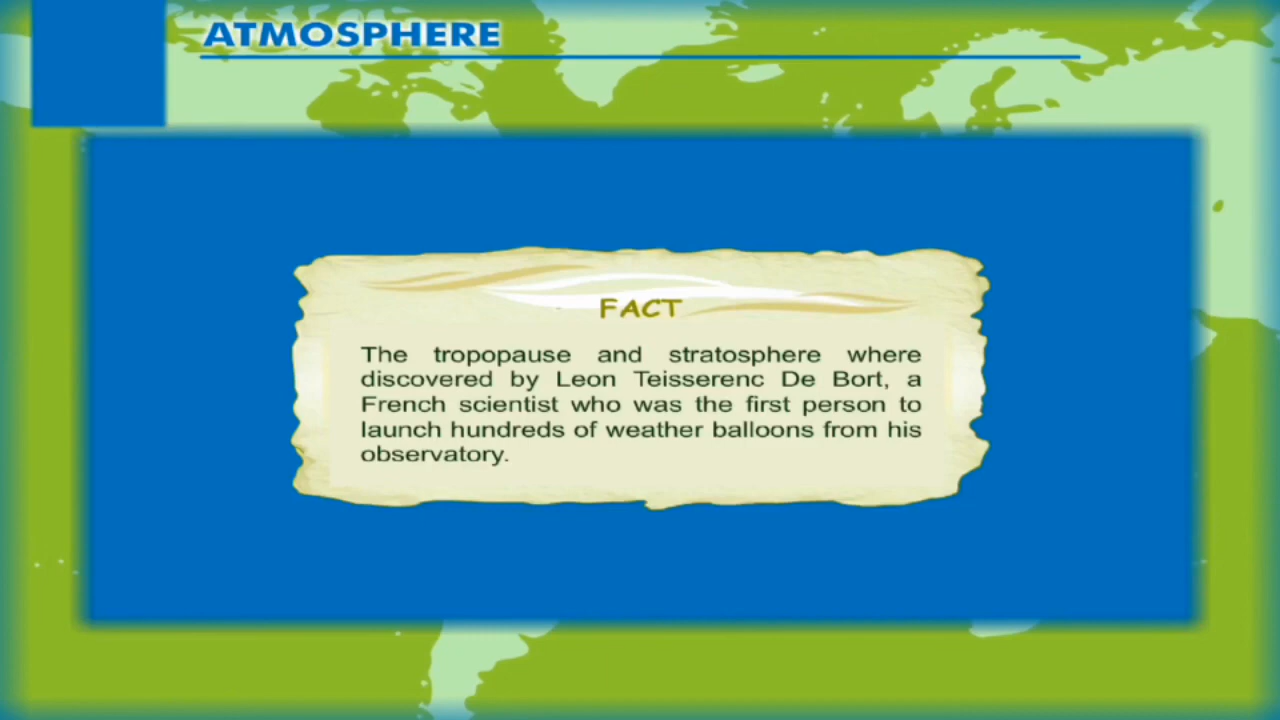 ATMOSPHERE
FACT
The tropopause and stratosphere where
discovered by Leon Teisserenc De Bort, a
French scientist who was the first person to
launch hundreds of weather balloons from his
observatory.